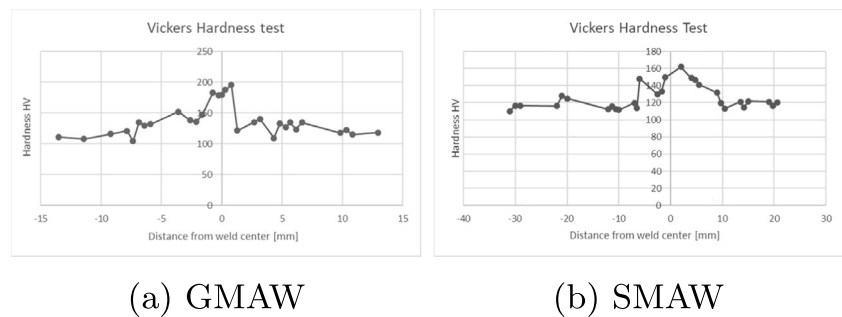 Vickers Hardness test
250
200
150
100
50
0
-15 -10 -5 0 5 10 15
Hardness HV
Distance from weld center [mm]
(a) GMAW
Vickers Hardness Test
180
160
140
120
100
80
60
40
20
0
-40 -30 -20 -10 0 10 20 30
Hardness HV
Distance from weld center [mm]
(b) SMAW